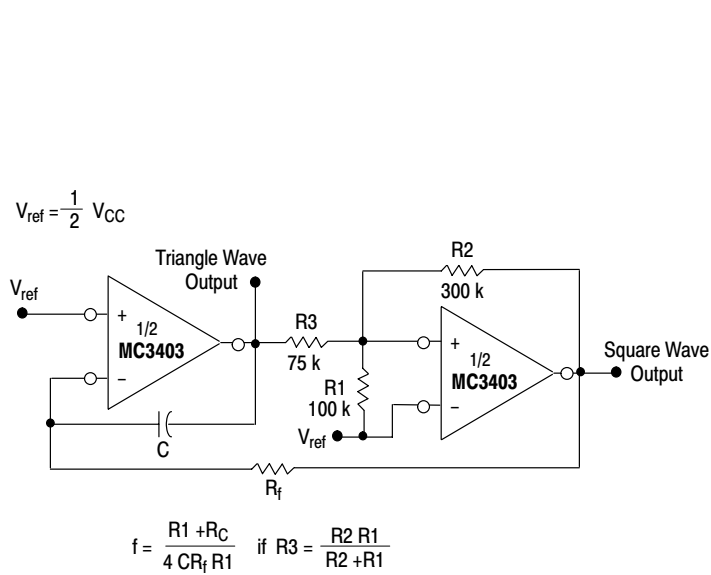 Vref = 1/2 VCC
Triangle Wave
Output
Vref
+
1/2
MC3403
–
C
R3
75 k
R2
300 k
R1
100 k
Vref
+
1/2
MC3403
–
Square Wave
Output
Rf
f = R1 +RC / 4 CRf R1 if R3 = R2 R1 / R2 +R1